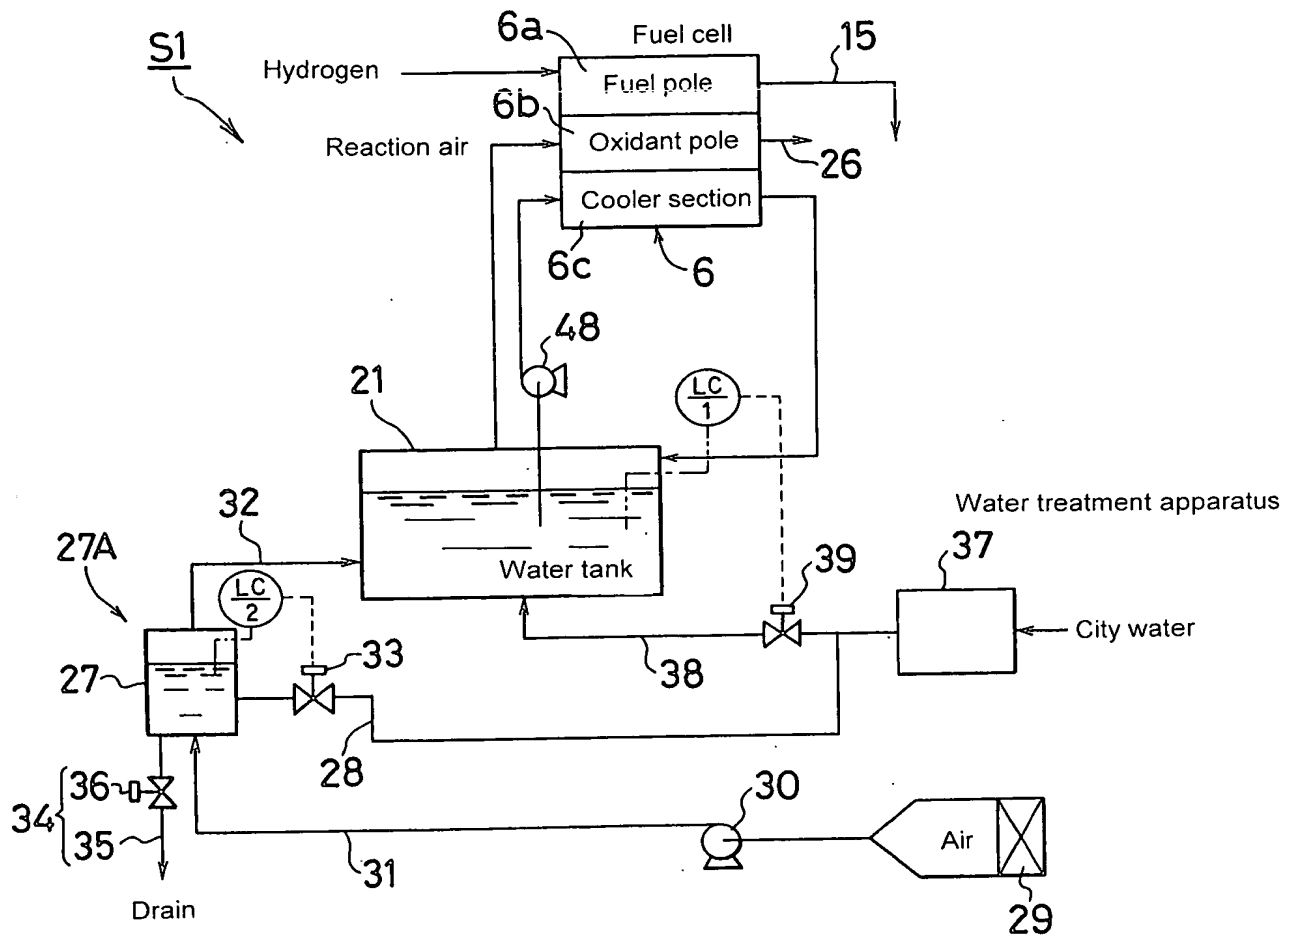 S1
6a
Fuel cell
15
Hydrogen
Fuel pole
6b
Reaction air
Oxidant pole
26
Cooler section
6c
6
48
21
LC
1
Water treatment apparatus
32
37
27A
39
Water tank
LC
2
City water
33
38
27
28
36
34
30
35
Air
31
29
Drain